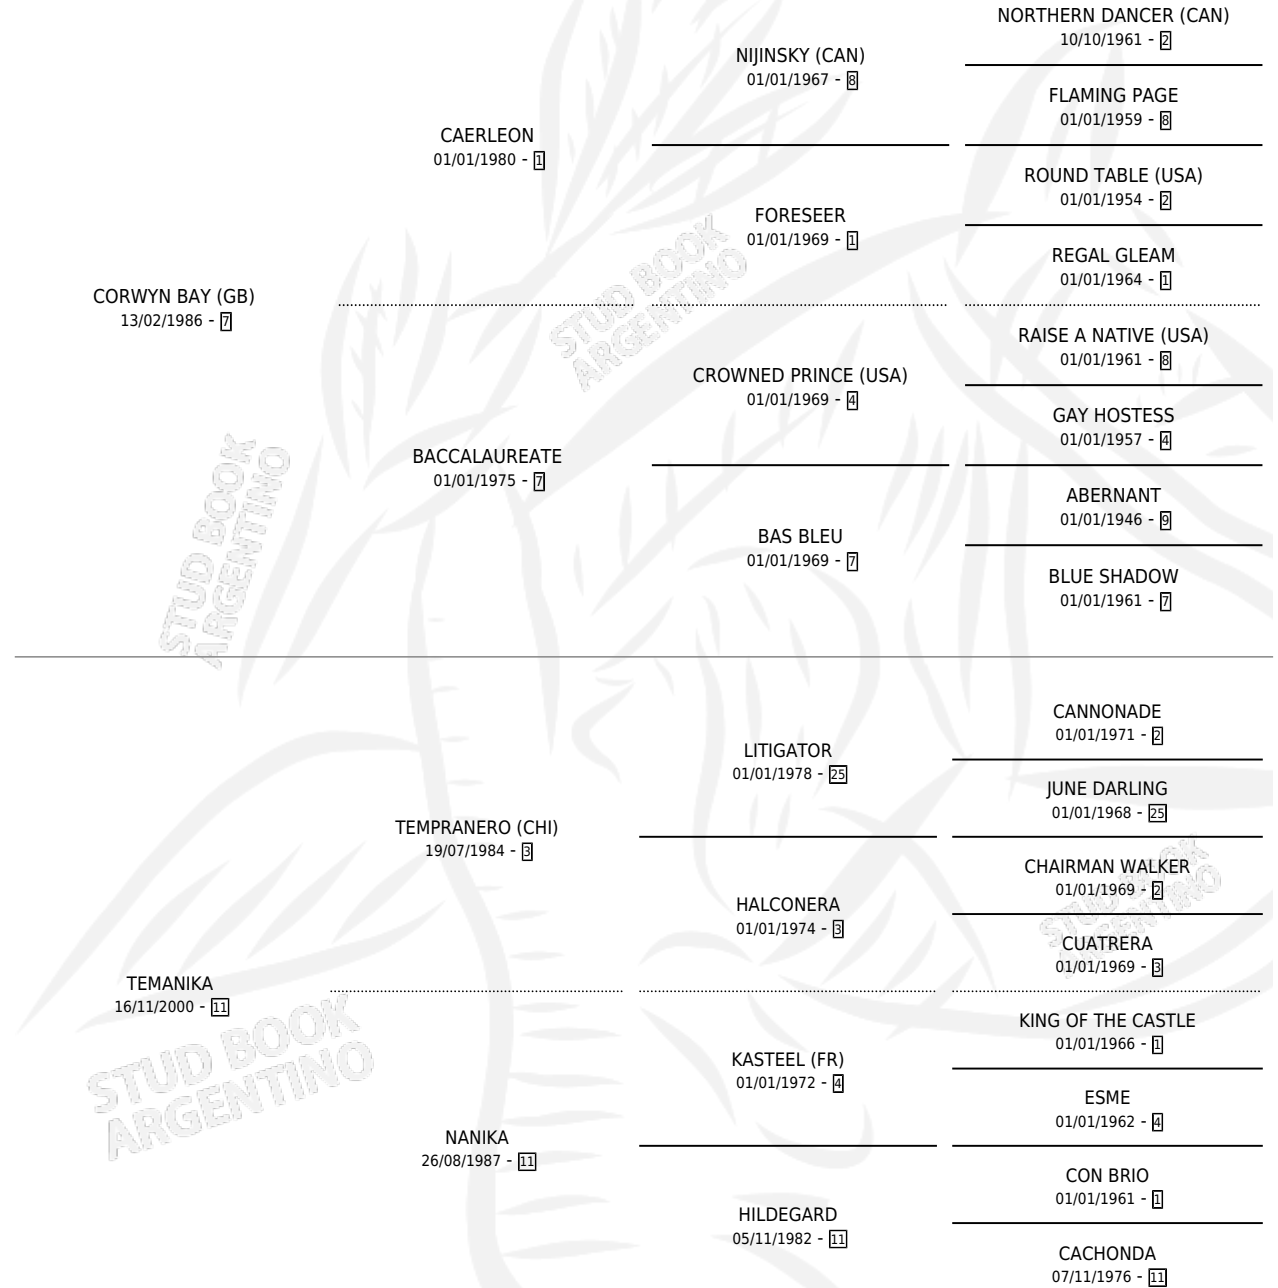 NORTHERN DANCER (CAN)
10/10/1961 - 2
NIJINSKY (CAN)
01/01/1967 - 8
FLAMING PAGE
01/01/1959 - 8
CAERLEON
01/01/1980 - 1
ROUND TABLE (USA)
01/01/1954 - 2
FORESEER
01/01/1969 - 1
REGAL GLEAM
01/01/1964 - 1
CORWYN BAY (GB)
13/02/1986 - 7
RAISE A NATIVE (USA)
01/01/1961 - 8
CROWNED PRINCE (USA)
01/01/1969 - 4
GAY HOSTESS
01/01/1957 - 4
BACCALAUREATE
01/01/1975 - 7
ABERNANT
01/01/1946 - 9
BAS BLEU
01/01/1969 - 7
BLUE SHADOW
01/01/1961 - 7
CANNONADE
01/01/1971 - 2
LITIGATOR
01/01/1978 - 25
JUNE DARLING
01/01/1968 - 25
TEMPRANERO (CHI)
19/07/1984 - 3
CHAIRMAN WALKER
01/01/1969 - 2
HALCONERA
01/01/1974 - 3
CUATRERA
01/01/1969 - 3
TEMANIKA
16/11/2000 - 11
KING OF THE CASTLE
01/01/1966 - 1
KASTEEL (FR)
01/01/1972 - 4
ESME
01/01/1962 - 4
NANIKA
26/08/1987 - 11
CON BRIO
01/01/1961 - 1
HILDEGARD
05/11/1982 - 11
CACHONDA
07/11/1976 - 11
STUD BOOK
ARGENTINO
STUD BOOK
ARGENTINO
STUD BOOK
ARGENTINO
STUD BOOK
ARGENTINO